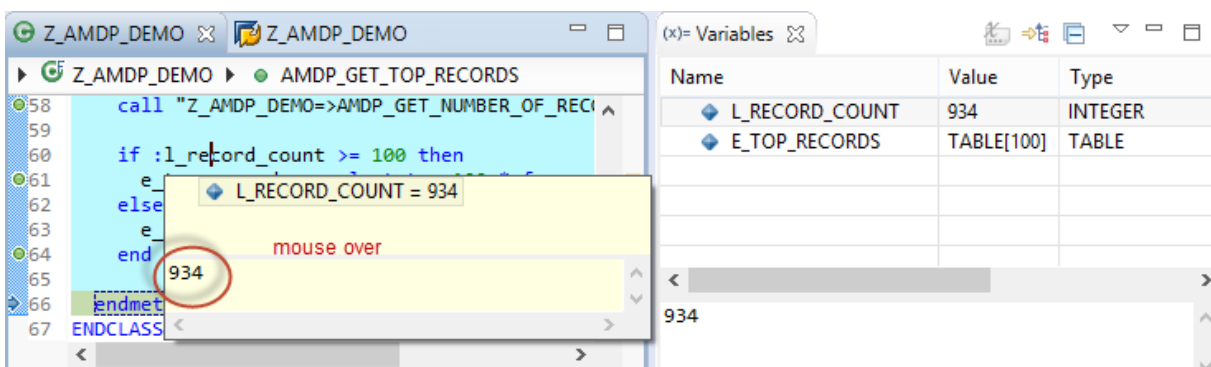 Z_AMDP_DEMO Z_AMDP_DEMO
Z_AMDP_DEMO AMDP_GET_TOP_RECORDS
58 call "Z_AMDP_DEMO=>AMDP_GET_NUMBER_OF_REC
59
60 if :l_record_count >= 100 then
61 e_
62 else
63 e_
64 end
65
66 endmet
67 ENDCLASS
L_RECORD_COUNT = 934
mouse over
934
(x)= Variables
Name Value Type
L_RECORD_COUNT 934 INTEGER
E_TOP_RECORDS TABLE[100] TABLE
934